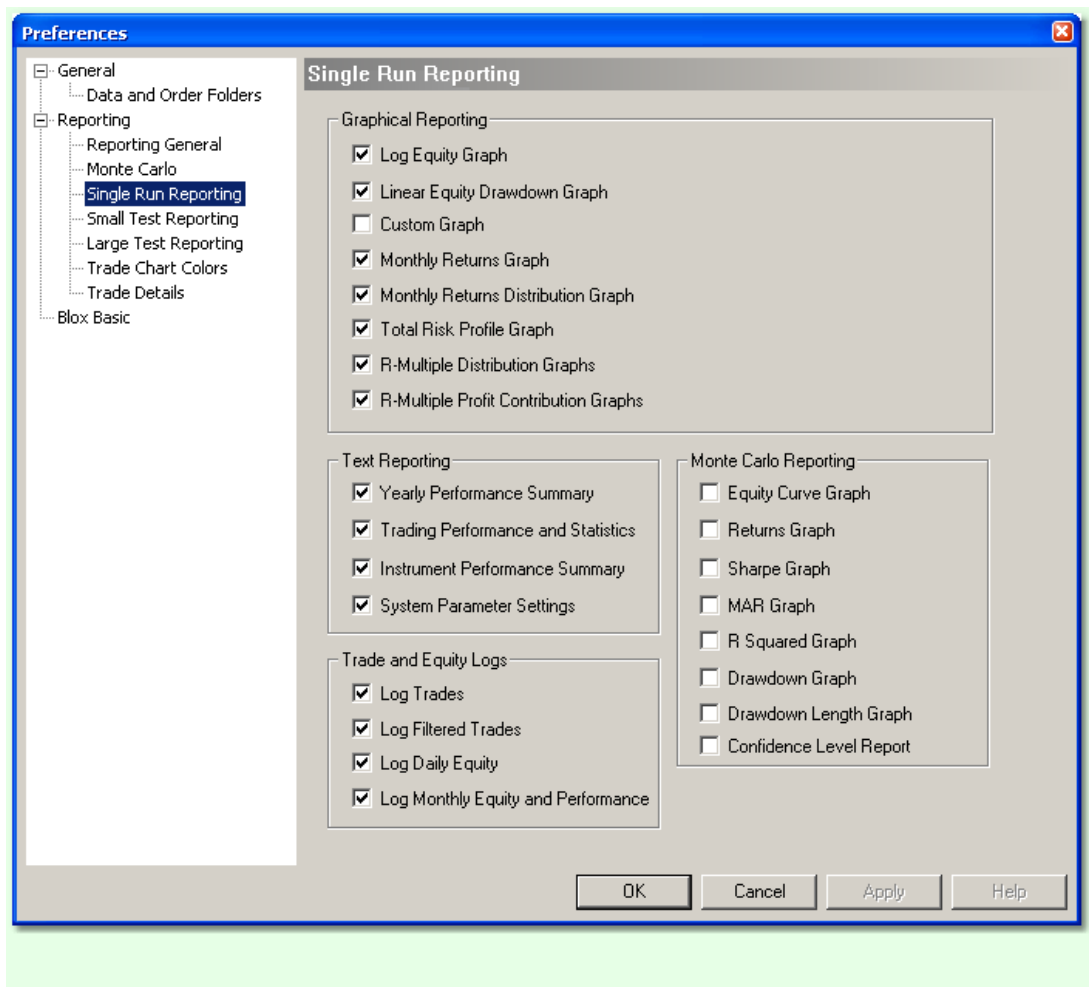 Preferences
General
Data and Order Folders
Reporting
Reporting General
Monte Carlo
Single Run Reporting
Small Test Reporting
Large Test Reporting
Trade Chart Colors
Trade Details
Blox Basic
Single Run Reporting
Graphical Reporting
Log Equity Graph
Linear Equity Drawdown Graph
Custom Graph
Monthly Returns Graph
Monthly Returns Distribution Graph
Total Risk Profile Graph
R-Multiple Distribution Graphs
R-Multiple Profit Contribution Graphs
Text Reporting
Yearly Performance Summary
Trading Performance and Statistics
Instrument Performance Summary
System Parameter Settings
Trade and Equity Logs
Log Trades
Log Filtered Trades
Log Daily Equity
Log Monthly Equity and Performance
Monte Carlo Reporting
Equity Curve Graph
Returns Graph
Sharpe Graph
MAR Graph
R Squared Graph
Drawdown Graph
Drawdown Length Graph
Confidence Level Report
OK
Cancel
Apply
Help